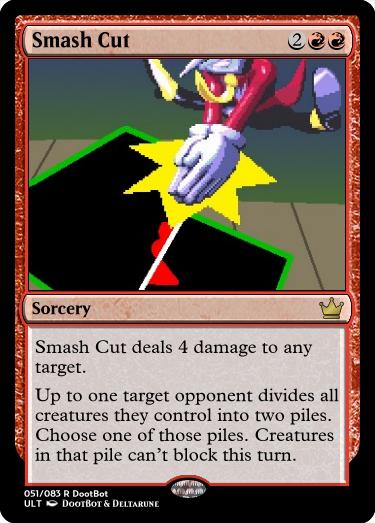 Smash Cut
2
Sorcery
Smash Cut deals 4 damage to any
target.
Up to one target opponent divides all
creatures they control into two piles.
Choose one of those piles. Creatures
in that pile can't block this turn.
051/083 R DootBot
ULT DootBot & Deltarune